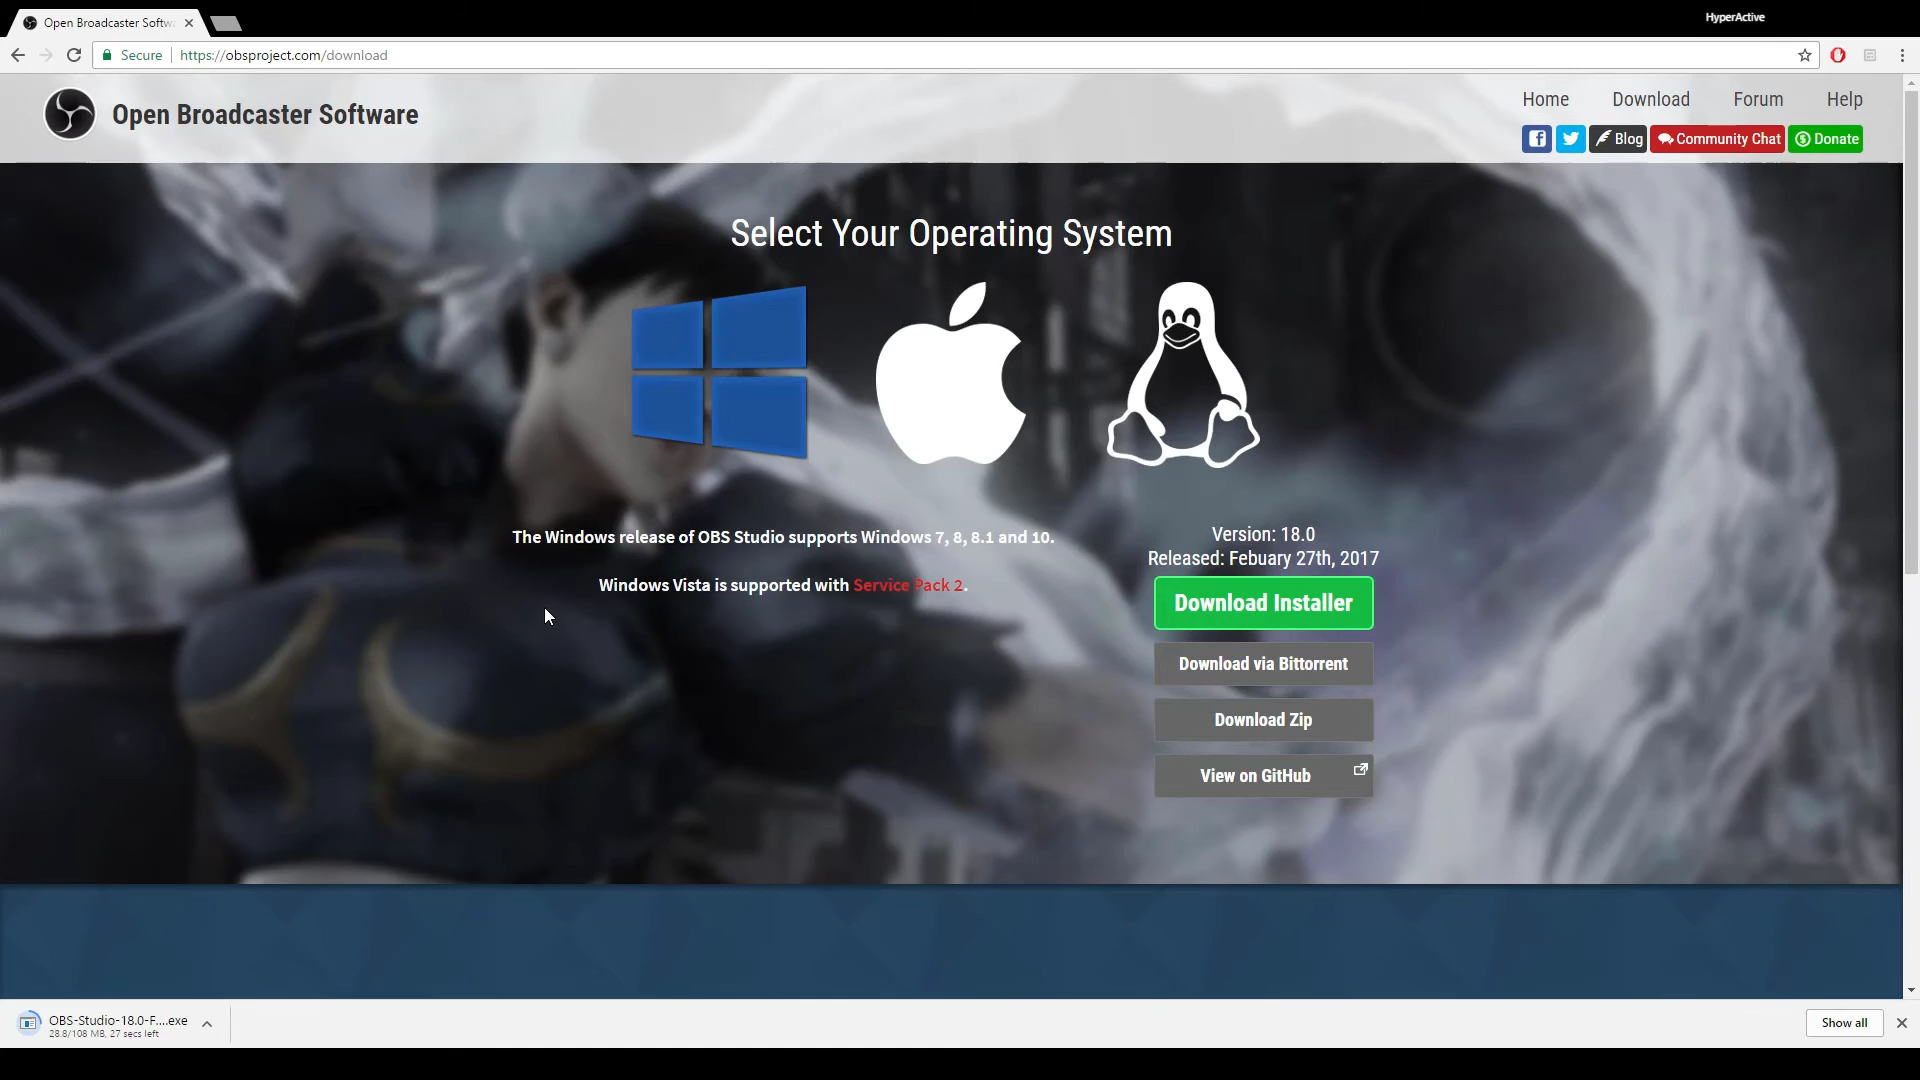 Open Broadcaster Softw
HyperActive
Secure
https://obsproject.com/download
Open Broadcaster Software
Home
Download
Forum
Help
Blog
Community Chat
Donate
Select Your Operating System
The Windows release of OBS Studio supports Windows 7, 8, 8.1 and 10.
Windows Vista is supported with Service Pack 2.
Version: 18.0
Released: Febuary 27th, 2017
Download Installer
Download via Bittorrent
Download Zip
View on GitHub
OBS-Studio-18.0-F....exe
28.8/108 MB, 27 secs left
Show all